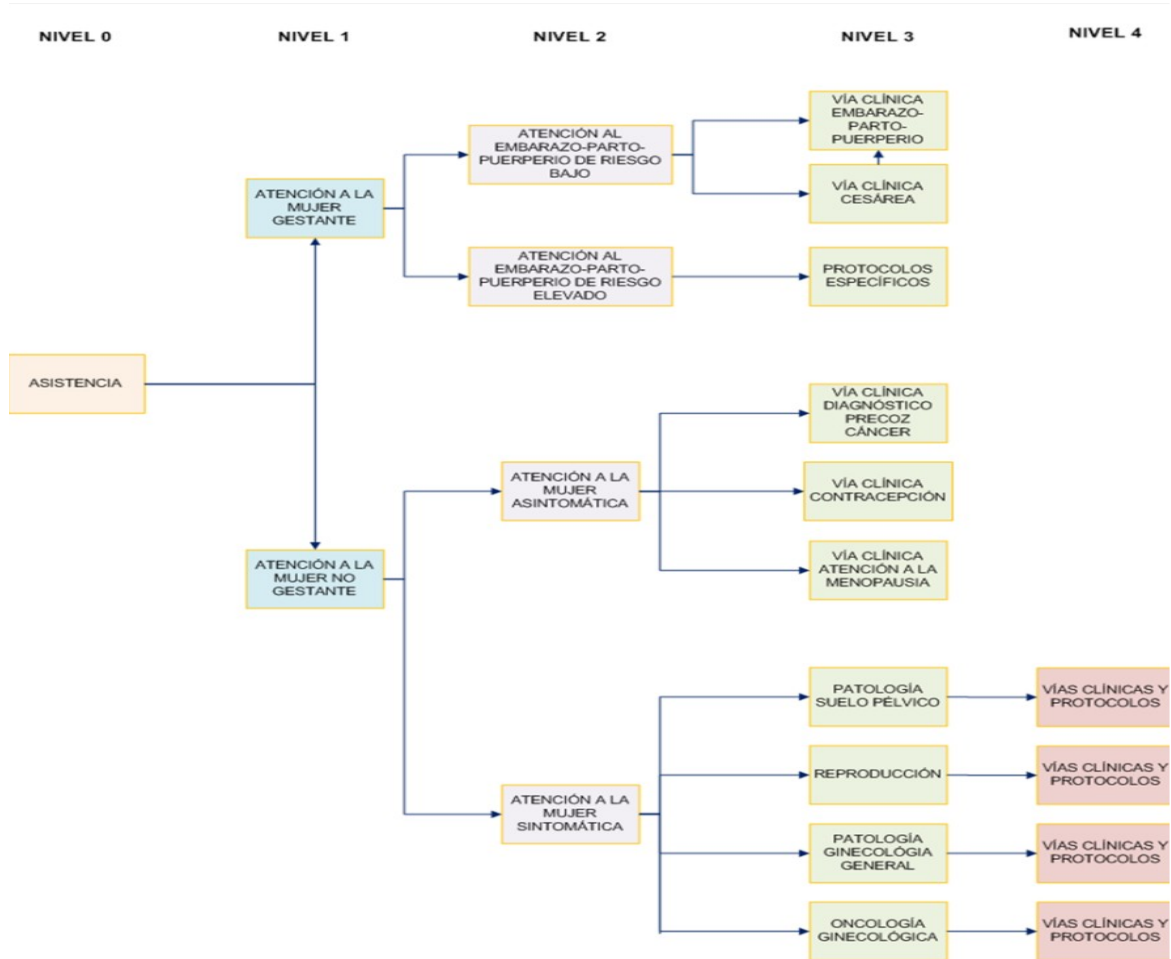 NIVEL 0
NIVEL 1
NIVEL 2
NIVEL 3
NIVEL 4
ASISTENCIA
ATENCIÓN A LA
MUJER
GESTANTE
ATENCIÓN A LA
MUJER NO
GESTANTE
ATENCIÓN AL
EMBARAZO-PARTO-
PUERPERIO DE RIESGO
BAJO
ATENCIÓN AL
EMBARAZO-PARTO-
PUERPERIO DE RIESGO
ELEVADO
ATENCIÓN A LA
MUJER
ASINTOMÁTICA
ATENCIÓN A LA
MUJER
SINTOMÁTICA
VÍA CLÍNICA
EMBARAZO-
PARTO-
PUERPERIO
VÍA CLÍNICA
CESÁREA
PROTOCOLOS
ESPECÍFICOS
VÍA CLÍNICA
DIAGNÓSTICO
PRECOZ
CÁNCER
VÍA CLÍNICA
CONTRACEPCIÓN
VÍA CLÍNICA
ATENCIÓN A LA
MENOPAUSIA
PATOLOGÍA
SUELO PÉLVICO
REPRODUCCIÓN
PATOLOGÍA
GINECOLÓGIA
GENERAL
ONCOLOGÍA
GINECOLÓGICA
VÍAS CLÍNICAS Y
PROTOCOLOS
VÍAS CLÍNICAS Y
PROTOCOLOS
VÍAS CLÍNICAS Y
PROTOCOLOS
VÍAS CLÍNICAS Y
PROTOCOLOS